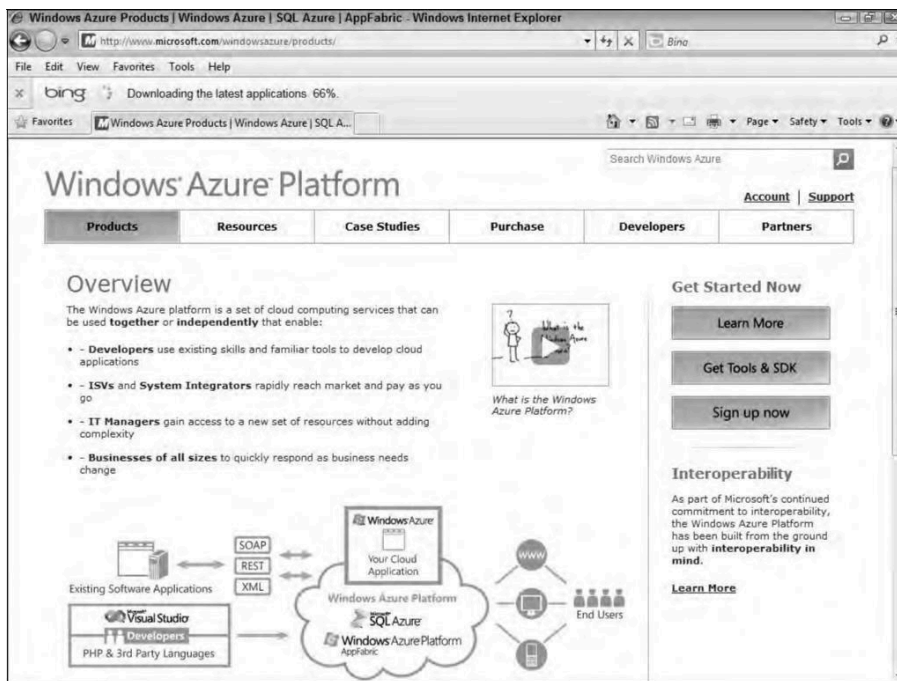 Windows Azure Products | Windows Azure | SQL Azure | AppFabric - Windows Internet Explorer
http://www.microsoft.com/windowsazure/products/
Bing
File Edit View Favorites Tools Help
bing Downloading the latest applications 66%.
Favorites Windows Azure Products | Windows Azure | SQL A...
Page Safety Tools
Search Windows Azure
Windows Azure Platform
Account | Support
Products Resources Case Studies Purchase Developers Partners
Overview
The Windows Azure platform is a set of cloud computing services that can
be used together or independently that enable:
• - Developers use existing skills and familiar tools to develop cloud
applications
• - ISVs and System Integrators rapidly reach market and pay as you
go
• - IT Managers gain access to a new set of resources without adding
complexity
• - Businesses of all sizes to quickly respond as business needs
change
?
What is the
Windows Azure
What is the Windows
Azure Platform?
Get Started Now
Learn More
Get Tools & SDK
Sign up now
Interoperability
As part of Microsoft's continued
commitment to interoperability,
the Windows Azure Platform
has been built from the ground
up with interoperability in
mind.
Learn More
Existing Software Applications
SOAP
REST
XML
Windows Azure
Your Cloud
Application
Windows Azure Platform
SQL Azure
Windows Azure Platform
AppFabric
Microsoft
Visual Studio
Developers
PHP & 3rd Party Languages
WWW
End Users